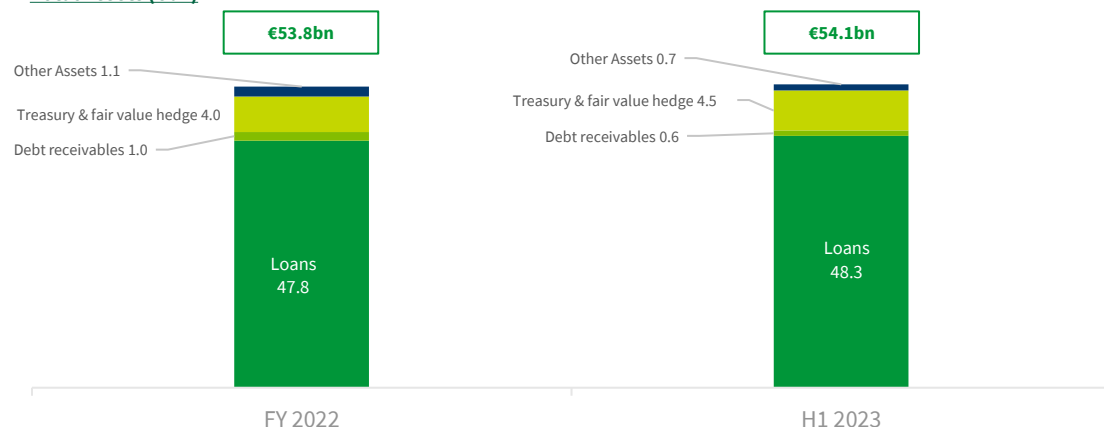 €53.8bn
€54.1bn
Other Assets 1.1
Other Assets 0.7
Treasury & fair value hedge 4.0
Treasury & fair value hedge 4.5
Debt receivables 1.0
Debt receivables 0.6
Loans
47.8
Loans
48.3
FY 2022
H1 2023